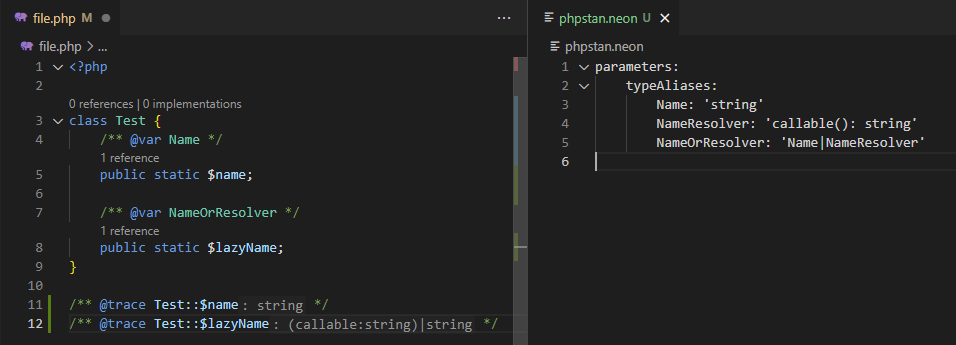 file.php M
file.php > ...
1 <?php
2
0 references | 0 implementations
3 class Test {
4 /** @var Name */
1 reference
5 public static $name;
6
7 /** @var NameOrResolver */
1 reference
8 public static $lazyName;
9 }
10
11 /** @trace Test::$name: string */
12 /** @trace Test::$lazyName: (callable:string)|string */
phpstan.neon U
phpstan.neon
1 parameters:
2 typeAliases:
3 Name: 'string'
4 NameResolver: 'callable(): string'
5 NameOrResolver: 'Name|NameResolver'
6